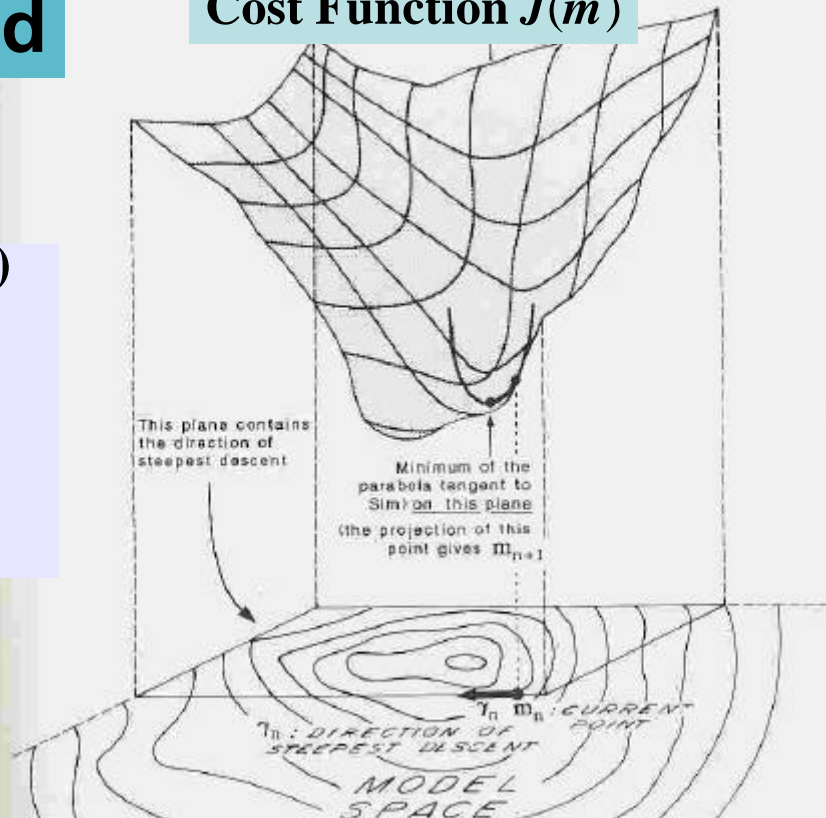 d
Cost Function J(m)
)
This plane contains
the direction of
steepest descent
Minimum of the
parabola tangent to
S(m) on this plane
(the projection of this
point gives mn+1
γn mn : CURRENT
POINT
γn : DIRECTION OF
STEEPEST DESCENT
MODEL
SPACE